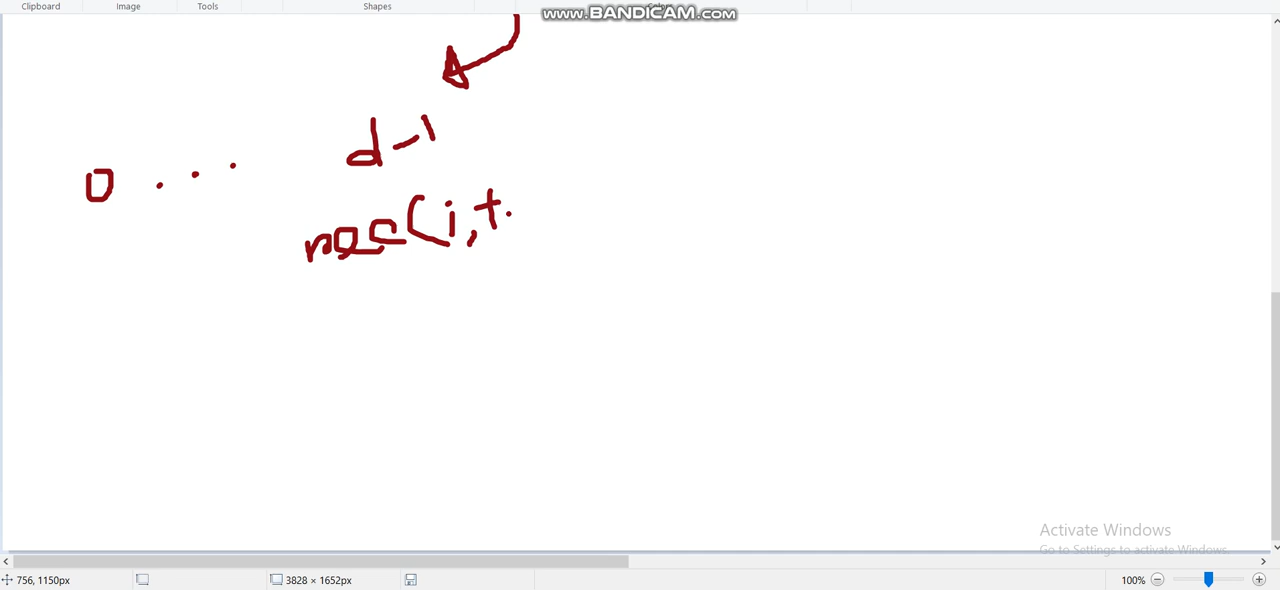 Clipboard Image Tools Shapes Colors
www.BANDICAM.com
d-1
0 . . .
rec(i,t.
Activate Windows
Go to Settings to activate Windows.
756, 1150px 3828 × 1652px 100%